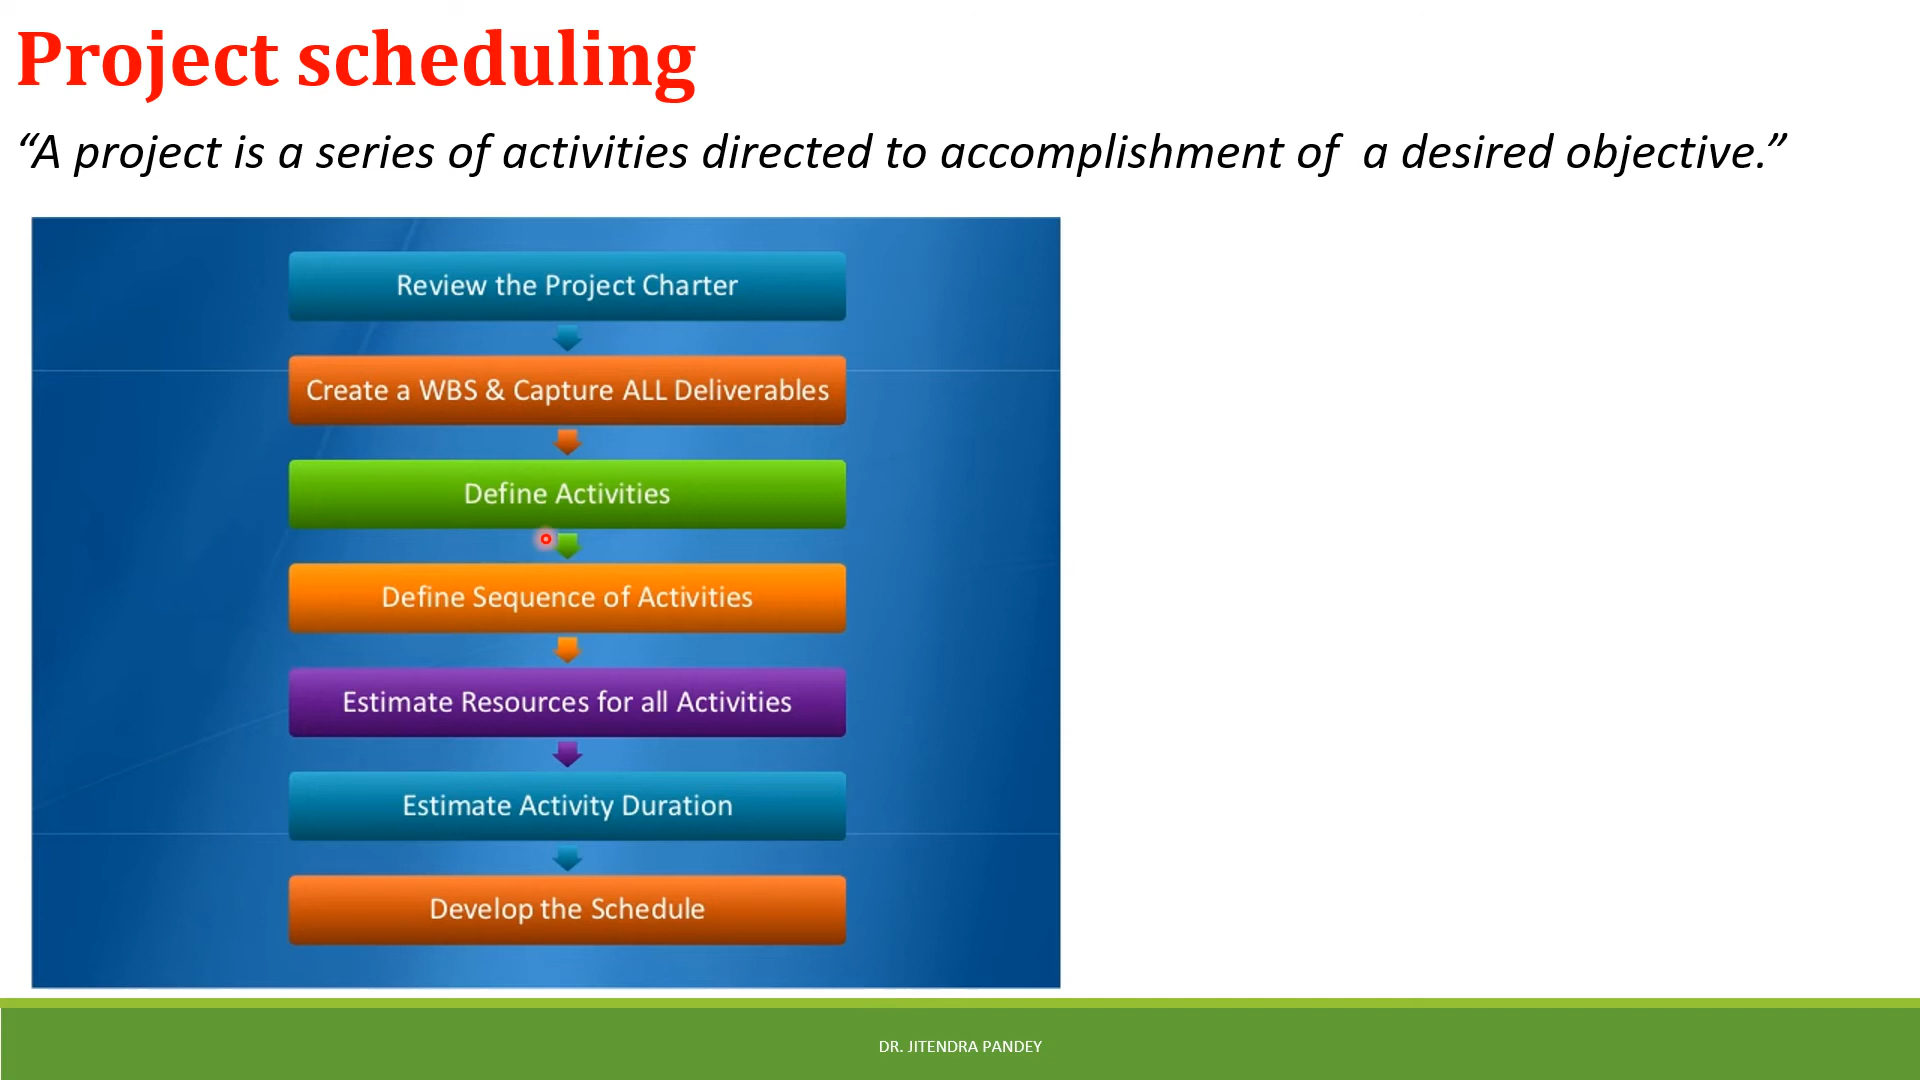 Project scheduling
“A project is a series of activities directed to accomplishment of  a desired objective.”
Review the Project Charter
Create a WBS & Capture ALL Deliverables
Define Activities
Define Sequence of Activities
Estimate Resources for all Activities
Estimate Activity Duration
Develop the Schedule
DR. JITENDRA PANDEY